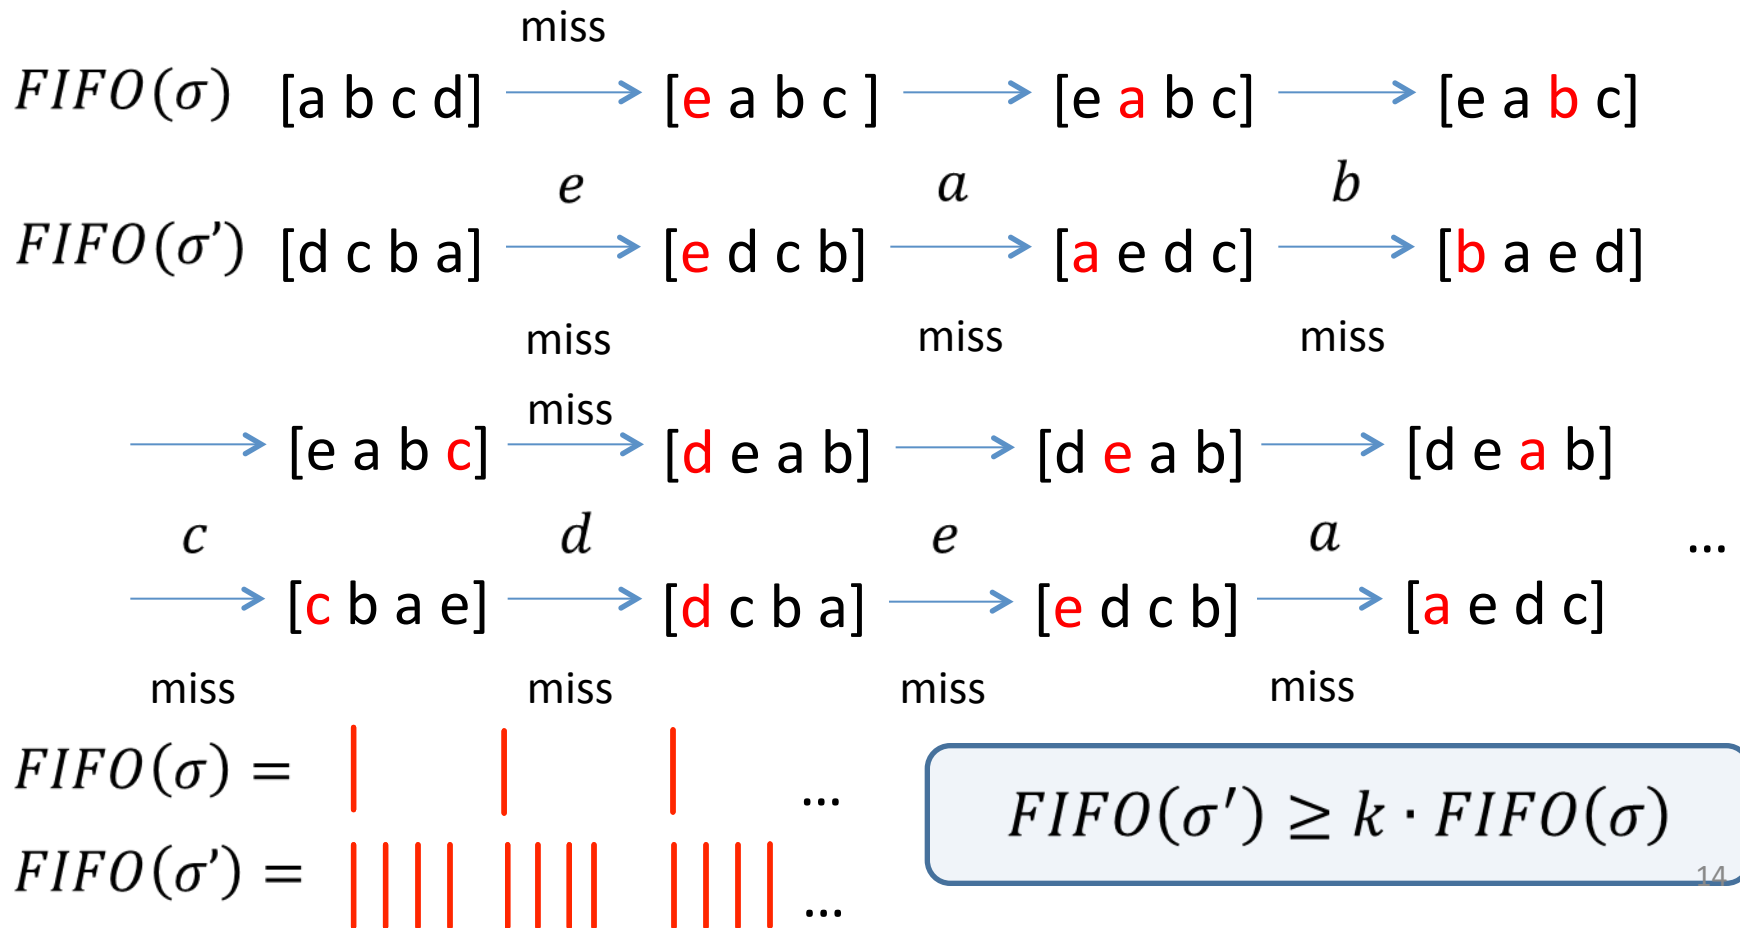 miss
FIFO(σ) [a b c d] [e a b c ] [e a b c] [e a b c]
e a b
FIFO(σ’) [d c b a] [e d c b] [a e d c] [b a e d]
miss miss miss
miss
[e a b c] [d e a b] [d e a b] [d e a b]
c d e a ...
[c b a e] [d c b a] [e d c b] [a e d c]
miss miss miss miss
FIFO(σ) = ...
FIFO(σ′) ≥ k · FIFO(σ)
FIFO(σ’) = ...
14